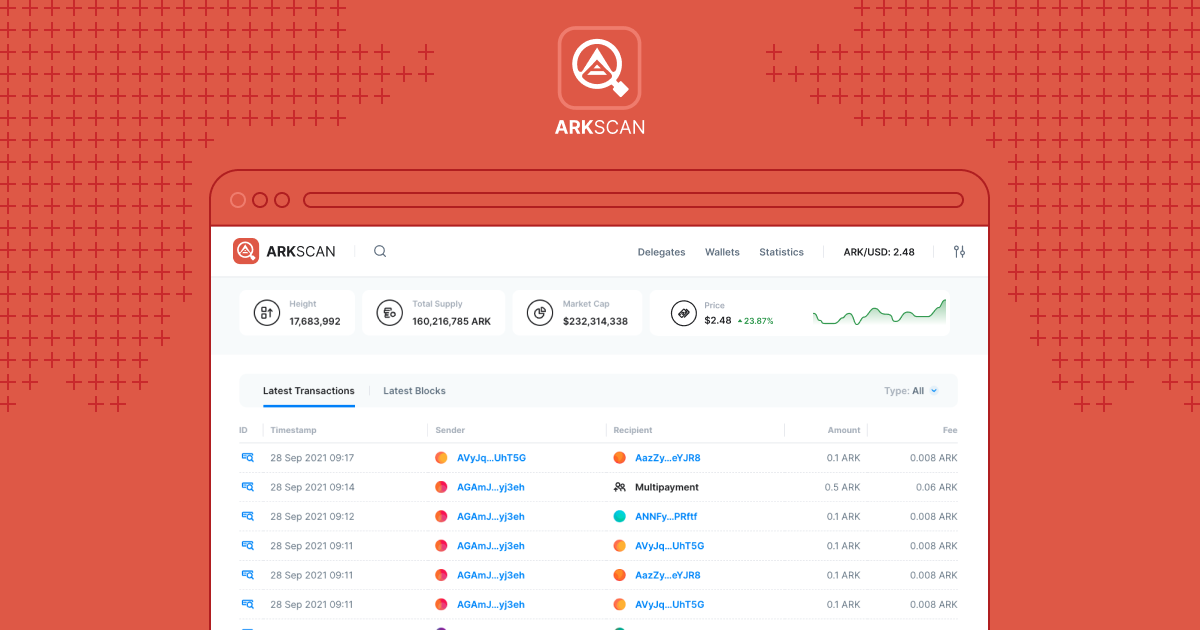 ARKSCAN
ARKSCAN Delegates Wallets Statistics ARK/USD: 2.48
Height Total Supply Market Cap Price
17,683,992 160,216,785 ARK $232,314,338 $2.48 23.87%
Latest Transactions Latest Blocks Type: All
ID Timestamp Sender Recipient Amount Fee
28 Sep 2021 09:17 AVyJq...UhT5G AazZy...eYJR8 0.1 ARK 0.008 ARK
28 Sep 2021 09:14 AGAmJ...yj3eh Multipayment 0.5 ARK 0.06 ARK
28 Sep 2021 09:12 AGAmJ...yj3eh ANNFy...PRftf 0.1 ARK 0.008 ARK
28 Sep 2021 09:11 AGAmJ...yj3eh AVyJq...UhT5G 0.1 ARK 0.008 ARK
28 Sep 2021 09:11 AGAmJ...yj3eh AazZy...eYJR8 0.1 ARK 0.008 ARK
28 Sep 2021 09:11 AGAmJ...yj3eh AVyJq...UhT5G 0.1 ARK 0.008 ARK